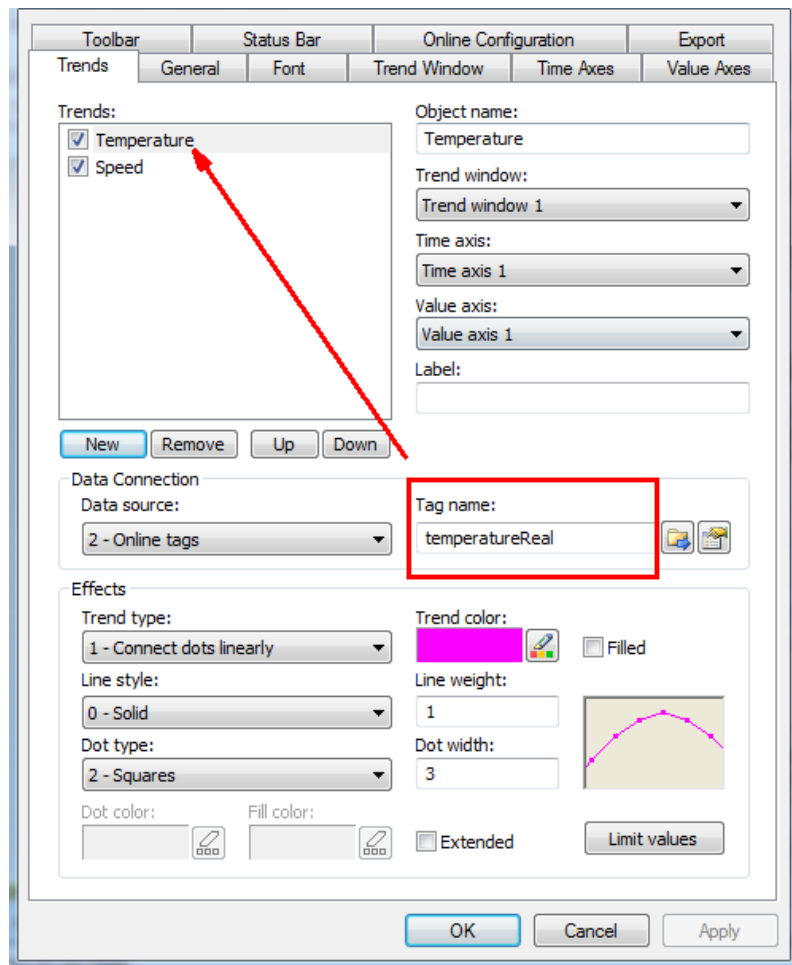 Toolbar Status Bar Online Configuration Export
Trends General Font Trend Window Time Axes Value Axes
Trends:
Temperature
Speed
Object name:
Temperature
Trend window:
Trend window 1
Time axis:
Time axis 1
Value axis:
Value axis 1
Label:
New Remove Up Down
Data Connection
Data source:
2 - Online tags
Tag name:
temperatureReal
Effects
Trend type:
1 - Connect dots linearly
Trend color:
Filled
Line style:
0 - Solid
Line weight:
1
Dot type:
2 - Squares
Dot width:
3
Dot color: Fill color:
Extended
Limit values
OK Cancel Apply